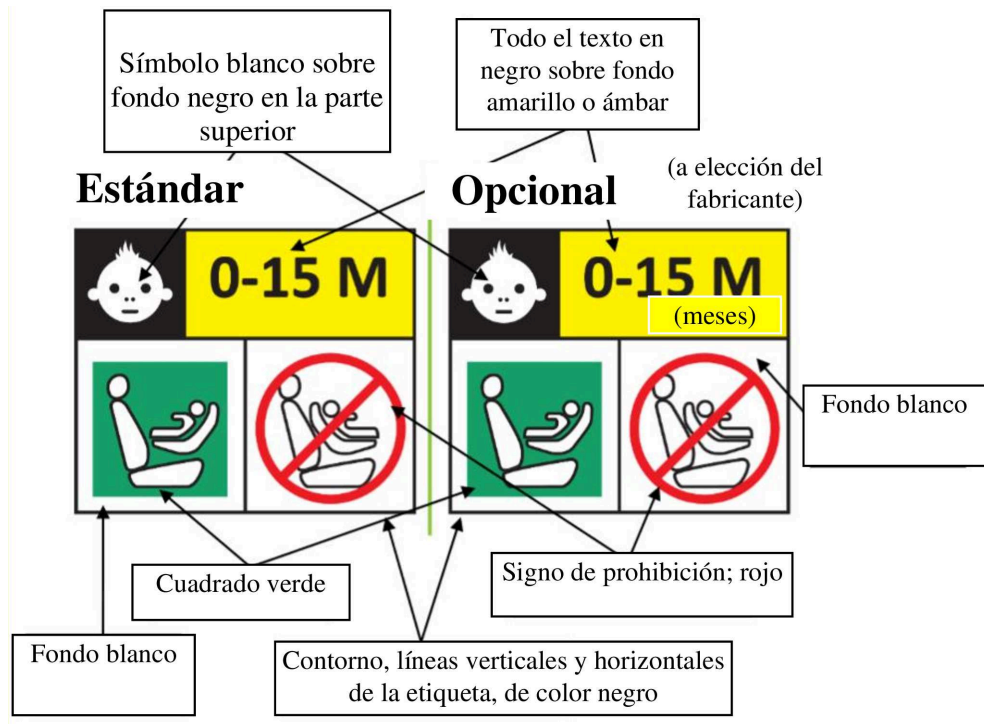 Símbolo blanco sobre
fondo negro en la parte
superior
Todo el texto en
negro sobre fondo
amarillo o ámbar
Estándar
Opcional
(a elección del
fabricante)
0-15 M
0-15 M
(meses)
Fondo blanco
Cuadrado verde
Signo de prohibición; rojo
Fondo blanco
Contorno, líneas verticales y horizontales
de la etiqueta, de color negro